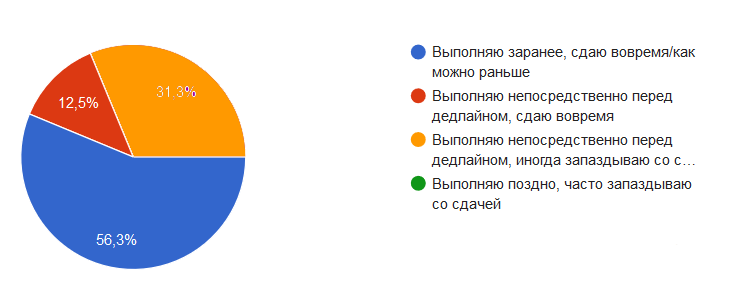 31.3%
12,5%
56,3%
Выполняю заранее, сдаю вовремя/как
можно раньше
Выполняю непосредственно перед
дедлайном, сдаю вовремя
Выполняю непосредственно перед
дедлайном, иногда запаздываю со с…
Выполняю поздно, часто запаздываю
со сдачей